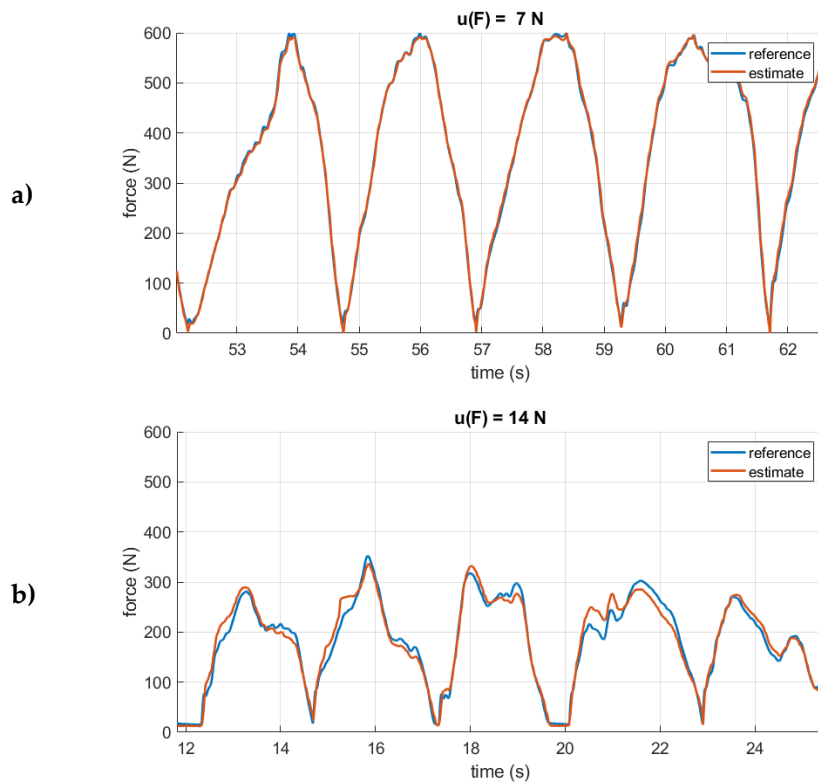 a)
u(F) =  7 N
force (N)
600
500
400
300
200
100
0
reference
estimate
53 54 55 56 57 58 59 60 61 62
time (s)
b)
u(F) = 14 N
force (N)
600
500
400
300
200
100
0
reference
estimate
12 14 16 18 20 22 24
time (s)